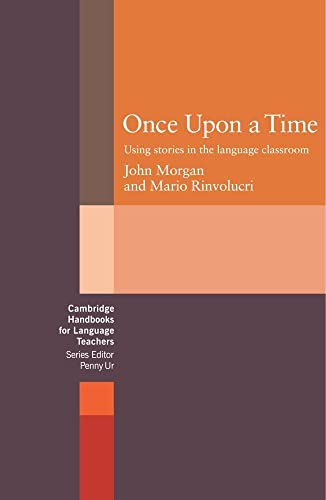 Once Upon a Time
Using stories in the language classroom
John Morgan
and Mario Rinvolucri
Cambridge
Handbooks
for Language
Teachers
Series Editor
Penny Ur